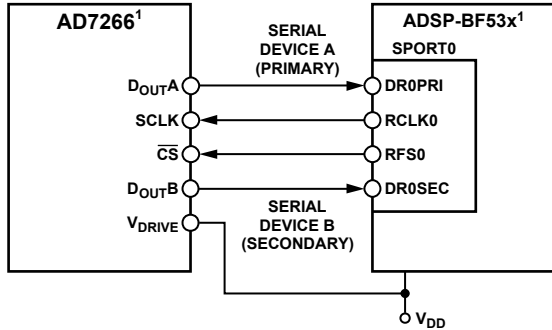 AD7266¹
ADSP-BF53x¹
SERIAL
DEVICE A
(PRIMARY)
SPORT0
DOUTA
DR0PRI
SCLK
RCLK0
CS
RFS0
DOUTB
DR0SEC
SERIAL
DEVICE B
(SECONDARY)
VDRIVE
VDD